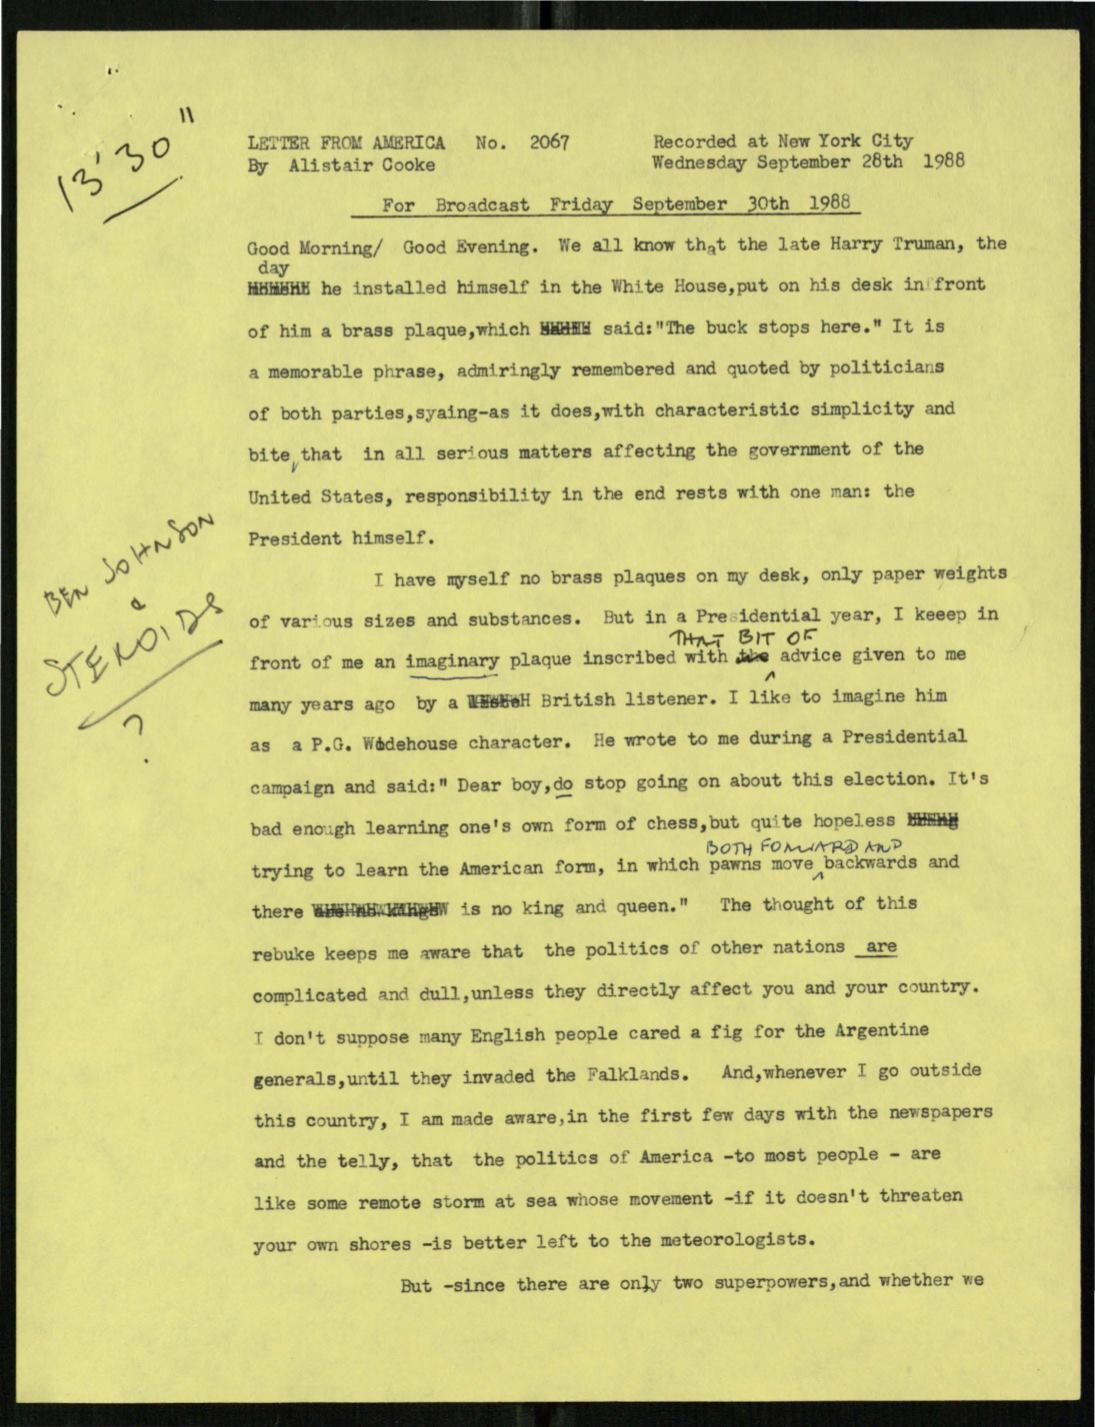 13'30"
LETTER FROM AMERICA No. 2067 Recorded at New York City
By Alistair Cooke Wednesday September 28th 1988
For Broadcast Friday September 30th 1988
Good Morning/ Good Evening. We all know that the late Harry Truman, the
day
he installed himself in the White House,put on his desk in front
of him a brass plaque,which said:"The buck stops here." It is
a memorable phrase, admiringly remembered and quoted by politicians
of both parties,syaing-as it does,with characteristic simplicity and
bite,that in all serious matters affecting the government of the
United States, responsibility in the end rests with one man: the
President himself.
BEN JOHNSON
&
STEROIDS
?
I have myself no brass plaques on my desk, only paper weights
of various sizes and substances. But in a Presidential year, I keeep in
THAT BIT OF
front of me an imaginary plaque inscribed with the advice given to me
many years ago by a British listener. I like to imagine him
as a P.G. Wodehouse character. He wrote to me during a Presidential
campaign and said:" Dear boy,do stop going on about this election. It's
bad enough learning one's own form of chess,but quite hopeless
BOTH FORWARD AND
trying to learn the American form, in which pawns move backwards and
there is no king and queen." The thought of this
rebuke keeps me aware that the politics of other nations are
complicated and dull,unless they directly affect you and your country.
I don't suppose many English people cared a fig for the Argentine
generals,until they invaded the Falklands. And,whenever I go outside
this country, I am made aware,in the first few days with the newspapers
and the telly, that the politics of America -to most people - are
like some remote storm at sea whose movement -if it doesn't threaten
your own shores -is better left to the meteorologists.
But -since there are only two superpowers,and whether we